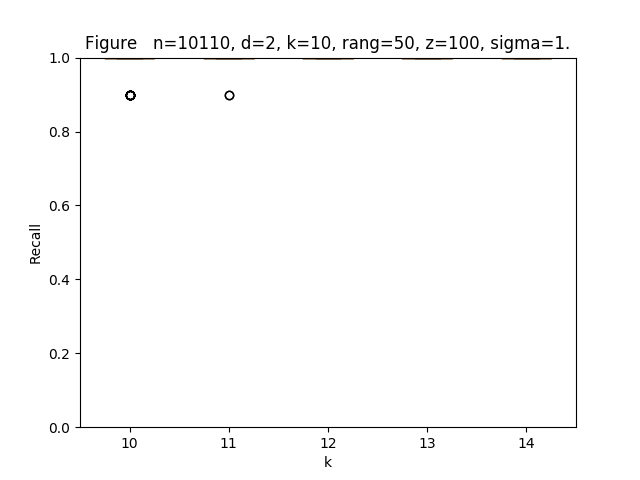 Figure   n=10110, d=2, k=10, rang=50, z=100, sigma=1.
1.0
0.8
0.6
0.4
0.2
0.0
Recall
10 11 12 13 14
k